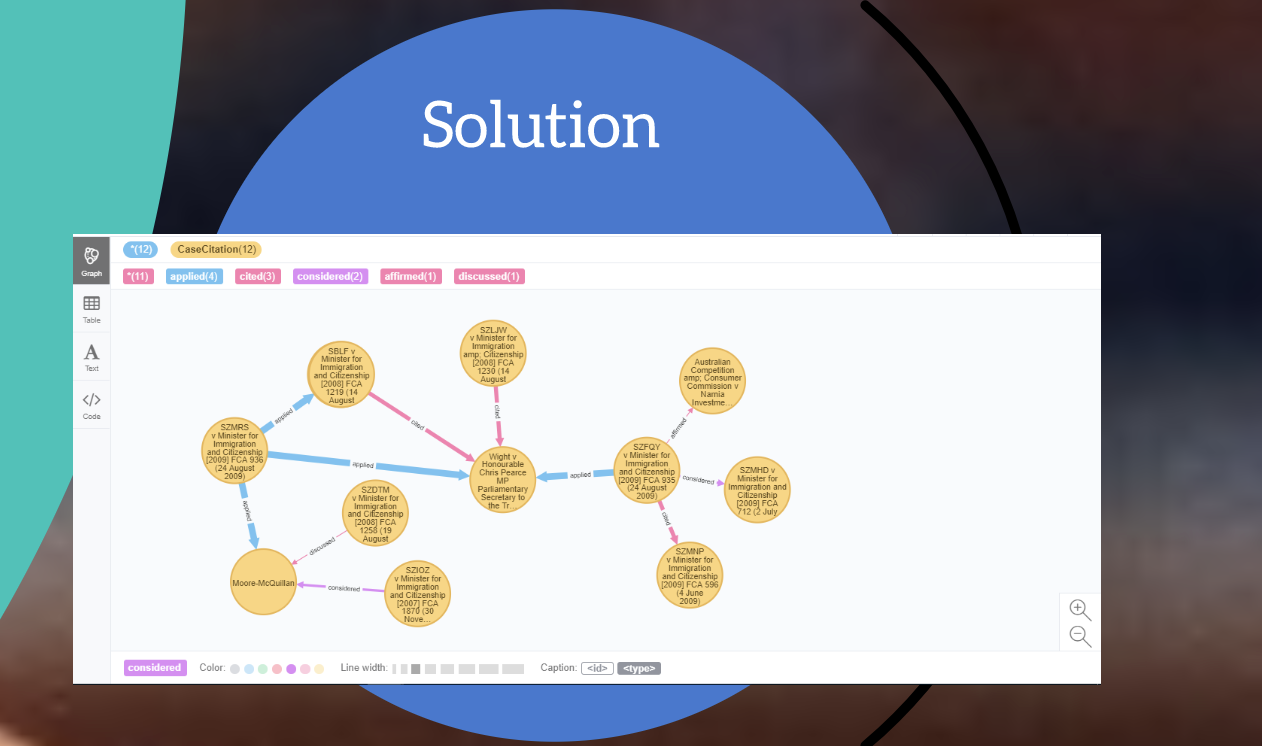 Solution
Graph
*(12) CaseCitation(12)
*(11) applied(4) cited(3) considered(2) affirmed(1) discussed(1)
Table
Text
Code
SBLF v
Minister for
Immigration
and Citizenship
[2008] FCA
1219 (14
August
SZLJW
v Minister for
Immigration
amp; Citizenship
[2008] FCA
1230 (14
August
Australian
Competition
amp; Consumer
Commission v
Narnia
Investme...
SZMRS
v Minister for
Immigration
and Citizenship
[2009] FCA 936
(24 August
2009)
applied
cited
cited
applied
applied
Wight v
Honourable
Chris Pearce
MP
Parliamentary
Secretary to
the Tr...
applied
SZFQY
v Minister for
Immigration
and Citizenship
[2009] FCA 935
(24 August
2009)
affirmed
considered
cited
SZMHD v
Minister for
Immigration and
Citizenship
[2009] FCA
712 (2 July
SZDTM
v Minister for
Immigration
and Citizenship
[2008] FCA
1258 (19
August
discussed
Moore-McQuillan
considered
SZIOZ
v Minister for
Immigration
and Citizenship
[2007] FCA
1870 (30
Nove...
SZMNP
v Minister for
Immigration
and Citizenship
[2009] FCA 596
(4 June
2009)
considered Color: Line width: Caption: <id> <type>